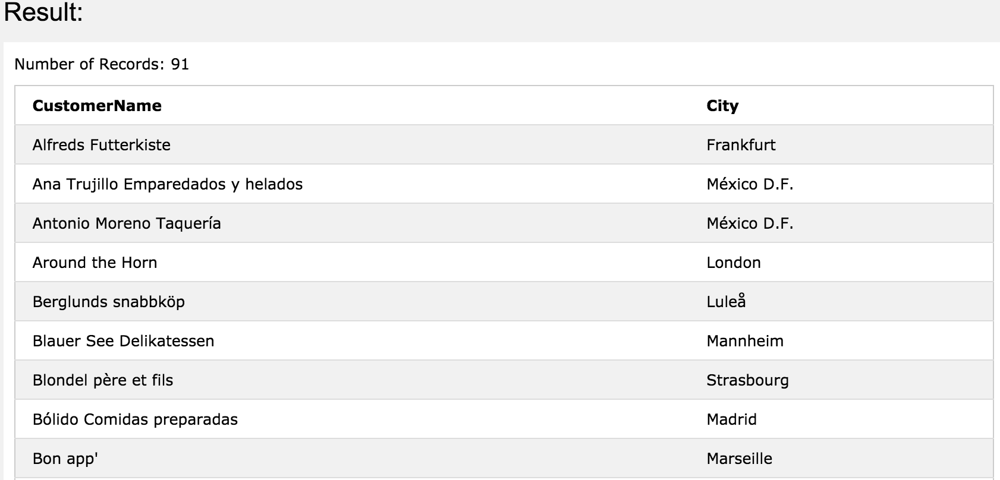 Result:
Number of Records: 91
CustomerName City
Alfreds Futterkiste Frankfurt
Ana Trujillo Emparedados y helados México D.F.
Antonio Moreno Taquería México D.F.
Around the Horn London
Berglunds snabbköp Luleå
Blauer See Delikatessen Mannheim
Blondel père et fils Strasbourg
Bólido Comidas preparadas Madrid
Bon app' Marseille